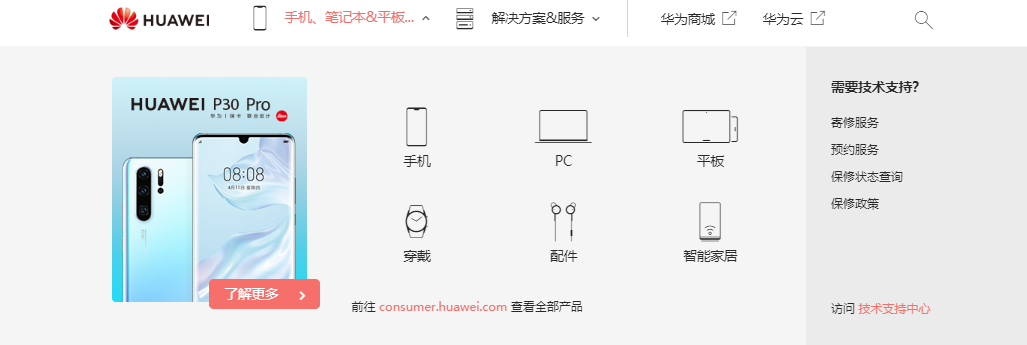 HUAWEI
手机、笔记本&平板...
解决方案&服务
华为商城
华为云
HUAWEI P30 Pro
华为 | 徕卡 联合设计
08:08
4月11日 星期四
了解更多
手机
PC
平板
穿戴
配件
智能家居
前往 consumer.huawei.com 查看全部产品
需要技术支持?
寄修服务
预约服务
保修状态查询
保修政策
访问 技术支持中心